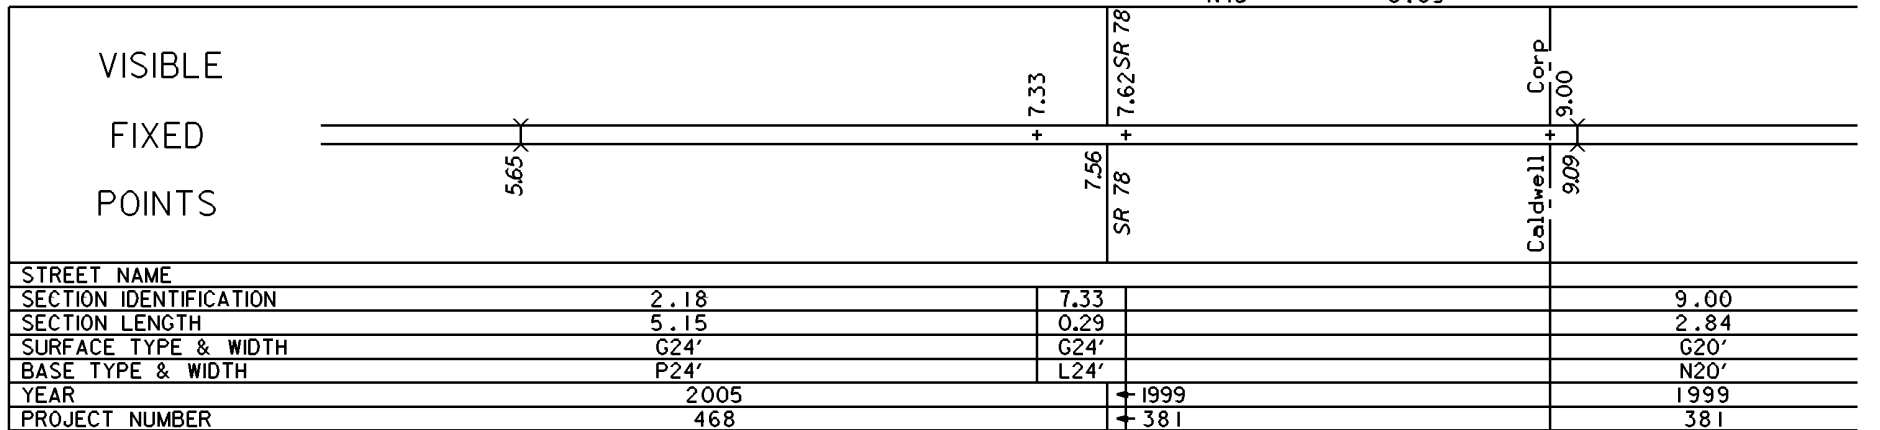 VISIBLE
FIXED
POINTS
5.65
7.33
7.56
7.62
SR 78
SR 78
Corp
9.00
Caldwell
9.09
STREET NAME
SECTION IDENTIFICATION 2.18 7.33 9.00
SECTION LENGTH 5.15 0.29 2.84
SURFACE TYPE & WIDTH G24' G24' G20'
BASE TYPE & WIDTH P24' L24' N20'
YEAR 2005 1999 1999
PROJECT NUMBER 468 381 381